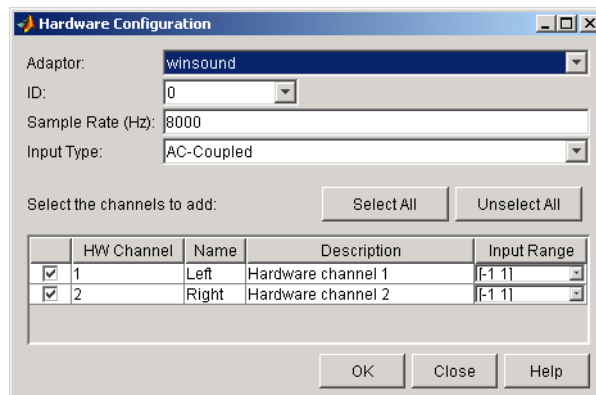 Hardware Configuration
Adaptor: winsound
ID: 0
Sample Rate (Hz): 8000
Input Type: AC-Coupled
Select the channels to add: Select All Unselect All
HW Channel Name Description Input Range
1 Left Hardware channel 1 [-1 1]
2 Right Hardware channel 2 [-1 1]
OK Close Help